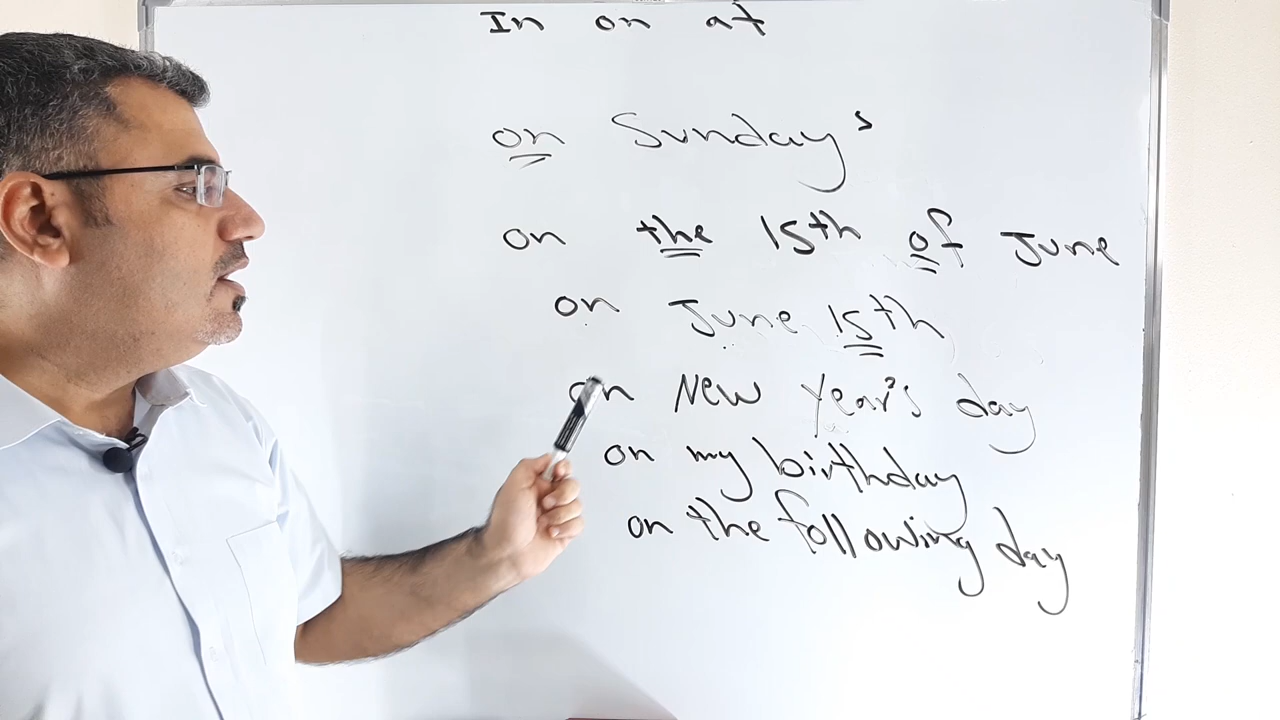 In on at
on Sundays
on the 15th of June
on June 15th
on New Year's day
on my birthday
on the following day